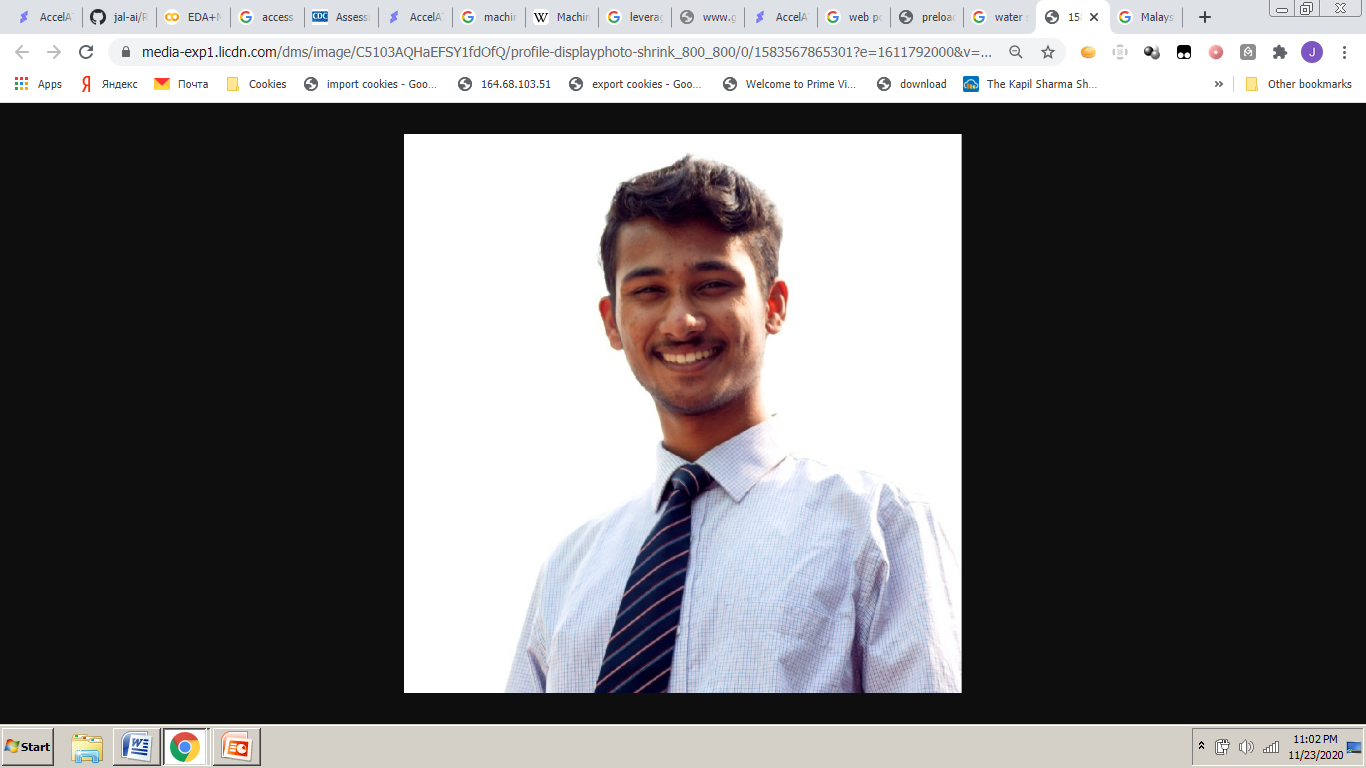 AccelA
jal-ai/R
EDA+N
access
CDC Assess
AccelA
machin
W Machin
leverag
www.g
AccelA
web po
preload
water s
15
Malays
media-exp1.licdn.com/dms/image/C5103AQHaEFSY1fdOfQ/profile-displayphoto-shrink_800_800/0/1583567865301?e=1611792000&v=...
J
Apps
Яндекс
Почта
Cookies
import cookies - Goo...
164.68.103.51
export cookies - Goo...
Welcome to Prime Vi...
download
The Kapil Sharma Sh...
»
Other bookmarks
Start
11:02 PM
11/23/2020